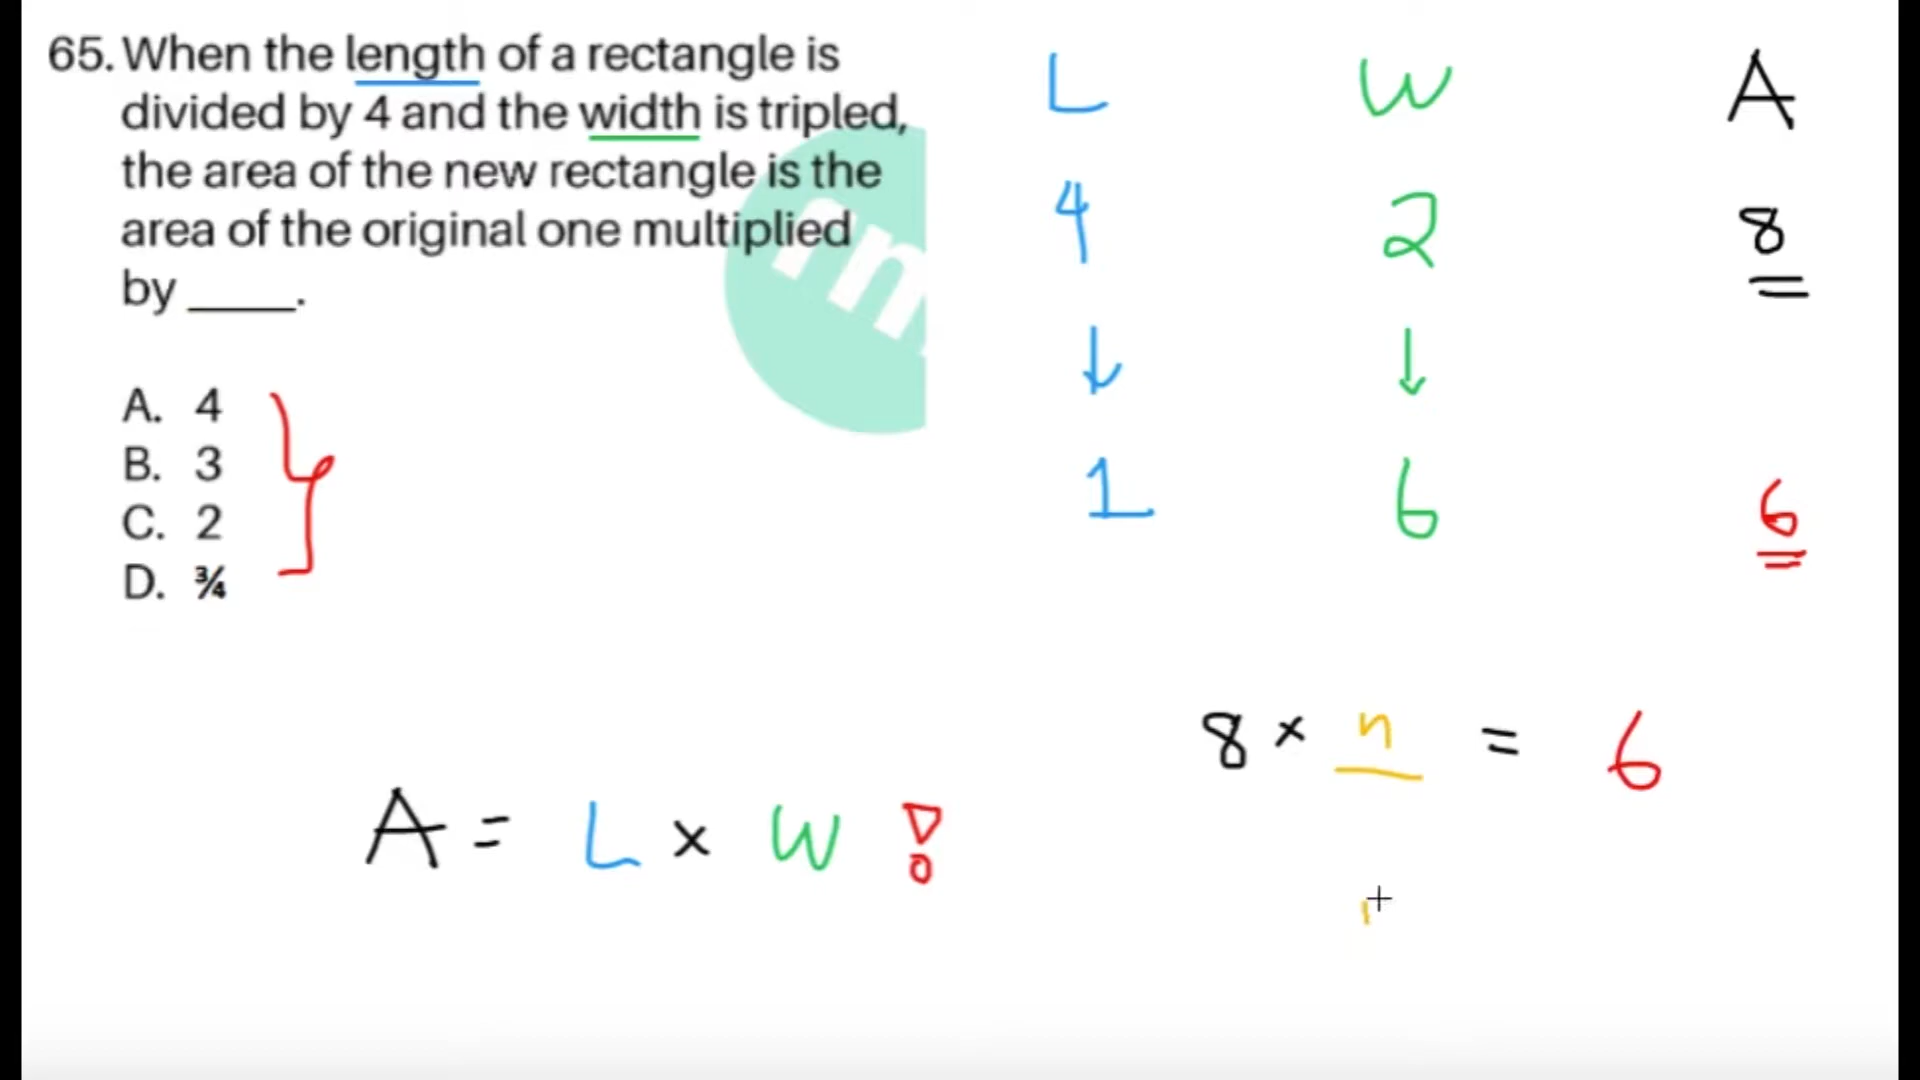 65. When the length of a rectangle is
divided by 4 and the width is tripled,
the area of the new rectangle is the
area of the original one multiplied
by ____.
A. 4
B. 3
C. 2
D. ¾
L W A
4 2 8
↓ ↓
1 6 6
8 × n = 6
A = L × W !